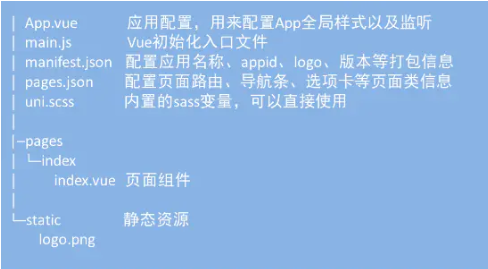 | App.vue 应用配置，用来配置App全局样式以及监听
| main.js Vue初始化入口文件
| manifest.json 配置应用名称、appid、logo、版本等打包信息
| pages.json 配置页面路由、导航条、选项卡等页面类信息
| uni.scss 内置的sass变量，可以直接使用
|
|—pages
| └─index
| index.vue 页面组件
|
└─static 静态资源
logo.png